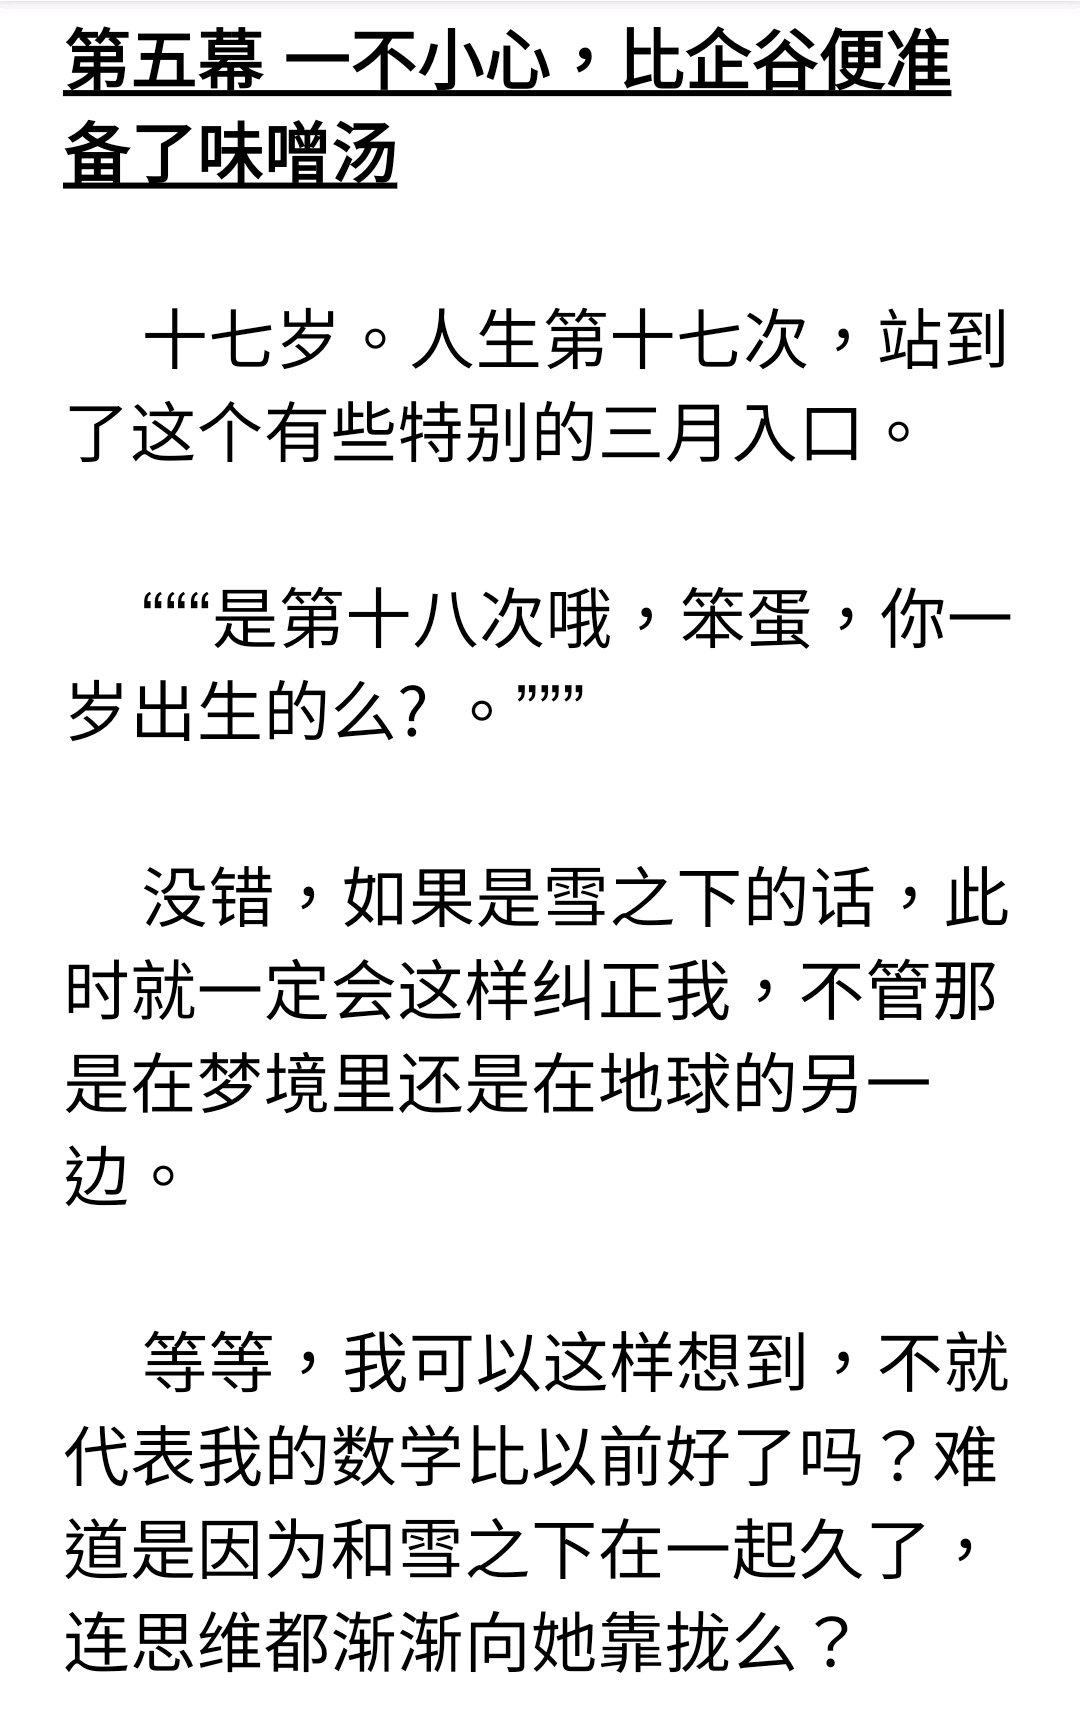 第五幕 一不小心，比企谷便准
备了味噌汤
十七岁。人生第十七次，站到
了这个有些特别的三月入口。
“““是第十八次哦，笨蛋，你一
岁出生的么? 。”””
没错，如果是雪之下的话，此
时就一定会这样纠正我，不管那
是在梦境里还是在地球的另一
边。
等等，我可以这样想到，不就
代表我的数学比以前好了吗？难
道是因为和雪之下在一起久了，
连思维都渐渐向她靠拢么？